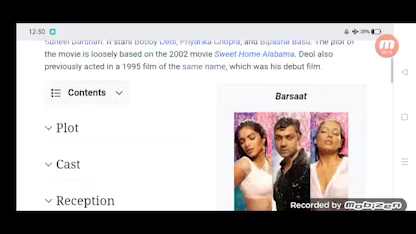 12:30
28%
Suneel Darshan. It stars Bobby Deol, Priyanka Chopra, and Bipasha Basu. The plot of
the movie is loosely based on the 2002 movie Sweet Home Alabama. Deol also
previously acted in a 1995 film of the same name, which was his debut film.
Contents
Barsaat
Plot
Cast
Reception
Recorded by mobizen